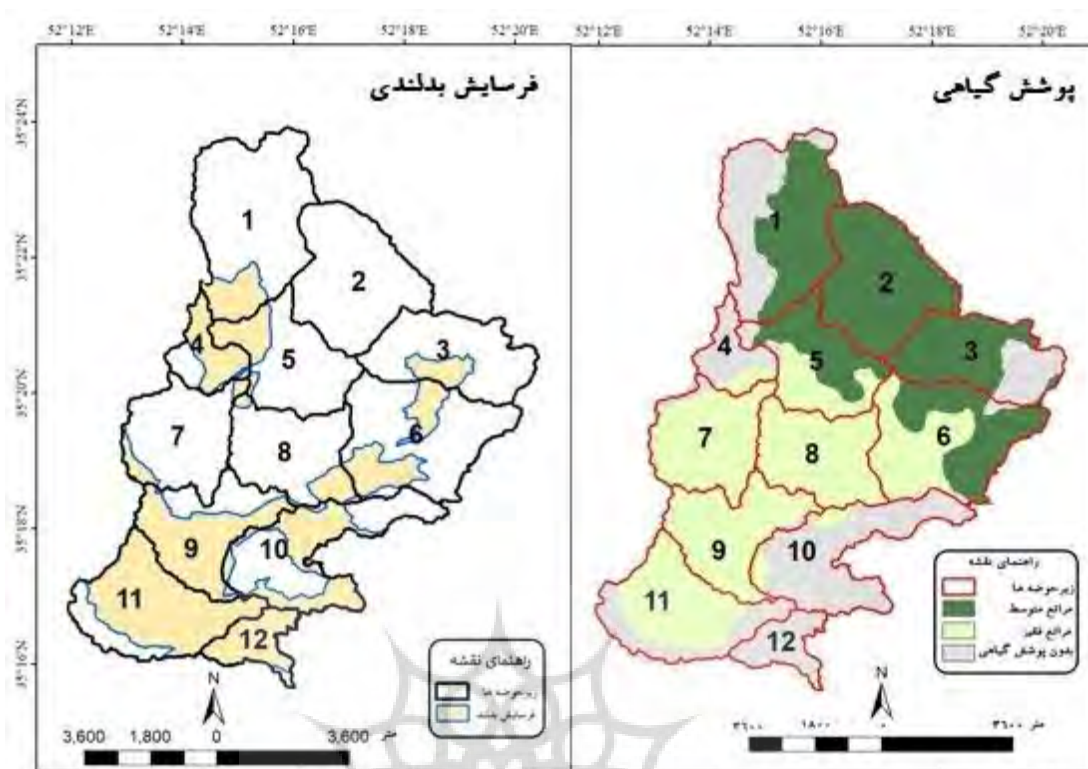 52°12'E 52°14'E 52°16'E 52°18'E 52°20'E
52°12'E 52°14'E 52°16'E 52°18'E 52°20'E
فرسایش بدلندی
پوشش گیاهی
35°24'N
35°22'N
35°20'N
35°18'N
35°16'N
1
2
3
4
5
6
7
8
9
10
11
12
1
2
3
4
5
6
7
8
9
10
11
12
راهنمای نقشه
زیرحوضه ها
فرسایش بدلند
راهنمای نقشه
زیرحوضه ها
مراتع متوسط
مراتع فقیر
بدون پوشش گیاهی
N
N
3,600 1,800 0 3,600 متر
۳۶۰۰ ۱۸۰۰ ۰ ۳۶۰۰ متر